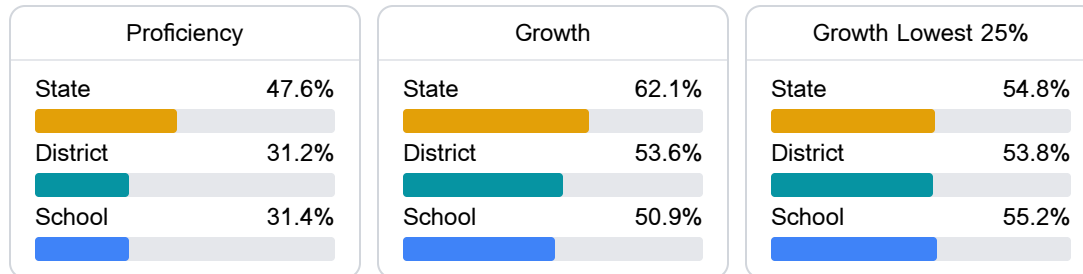 Proficiency
State 47.6%
District 31.2%
School 31.4%
Growth
State 62.1%
District 53.6%
School 50.9%
Growth Lowest 25%
State 54.8%
District 53.8%
School 55.2%